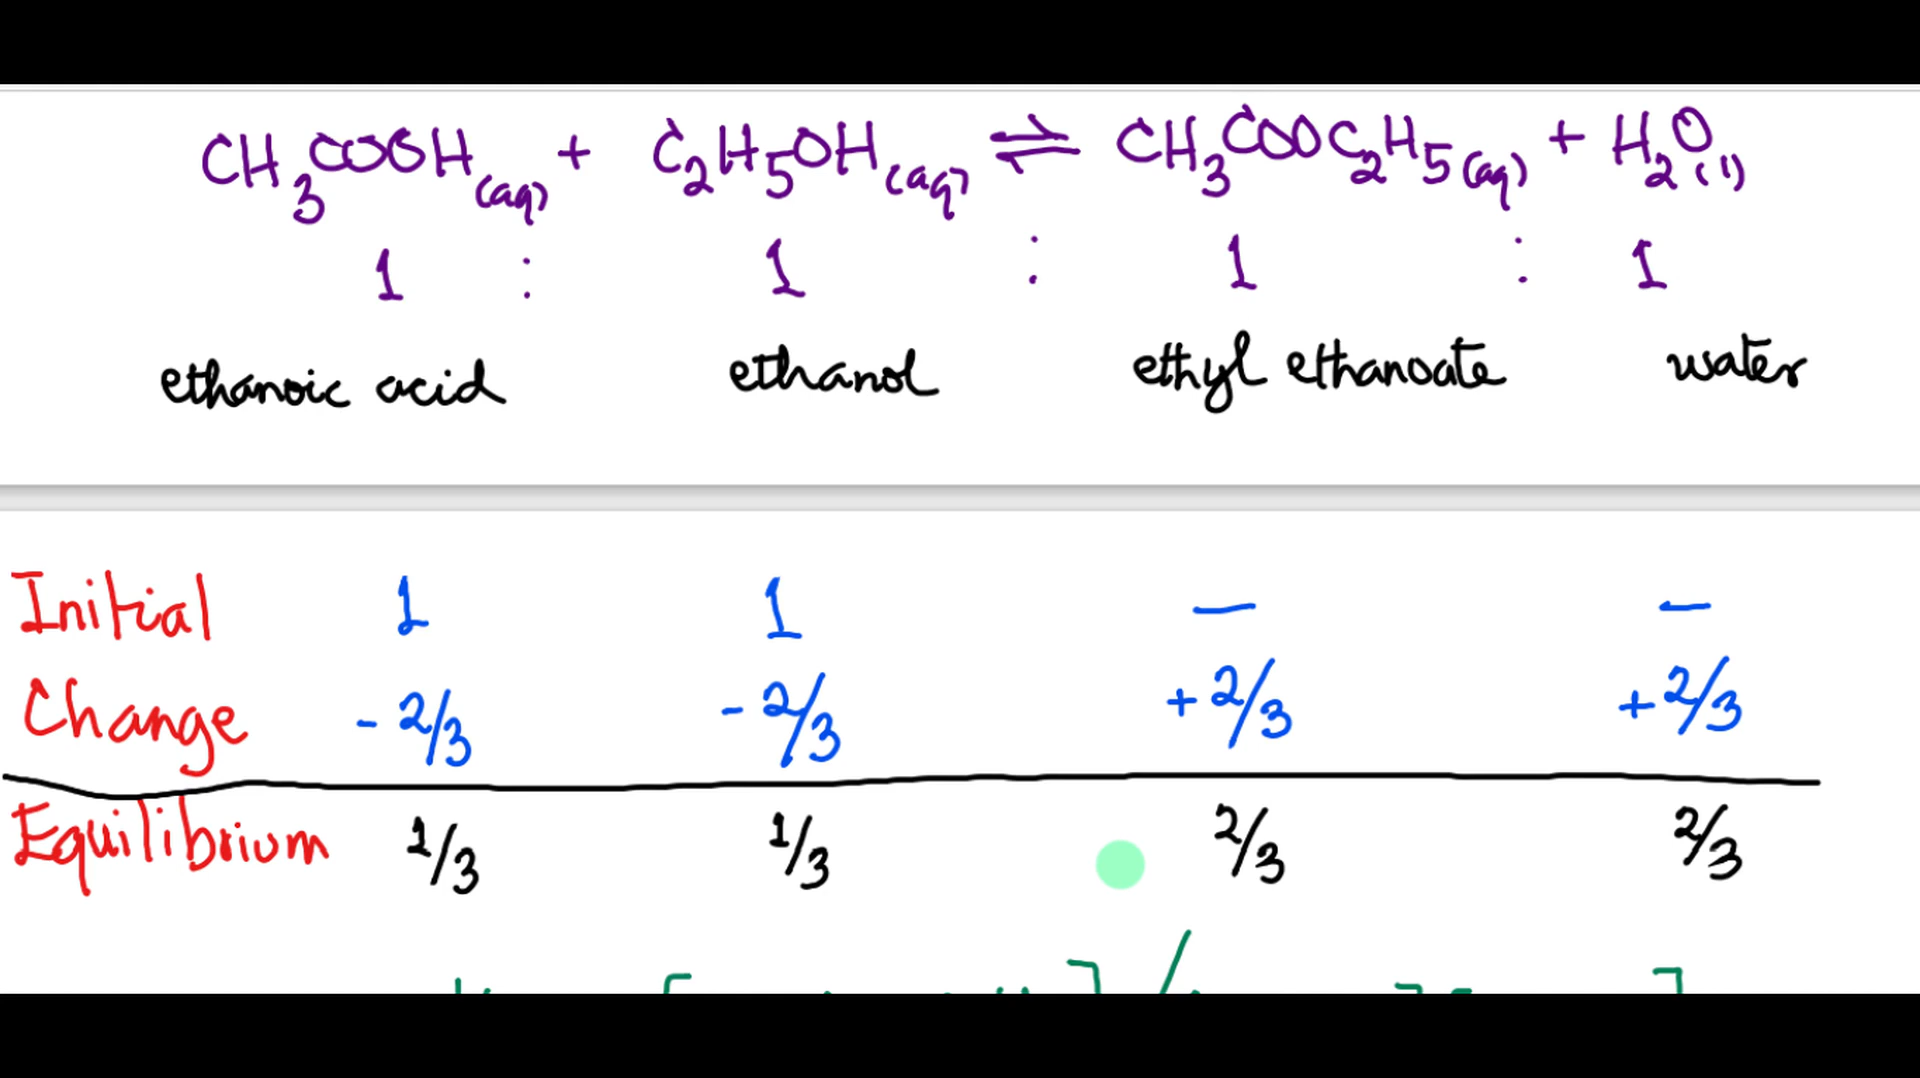 CH₃COOH(aq) + C₂H₅OH(aq) ⇌ CH₃COOC₂H₅(aq) + H₂O(l)
1 : 1 : 1 : 1
ethanoic acid ethanol ethyl ethanoate water
Initial 1 1 — —
Change - 2/3 - 2/3 + 2/3 + 2/3
Equilibrium 1/3 1/3 2/3 2/3